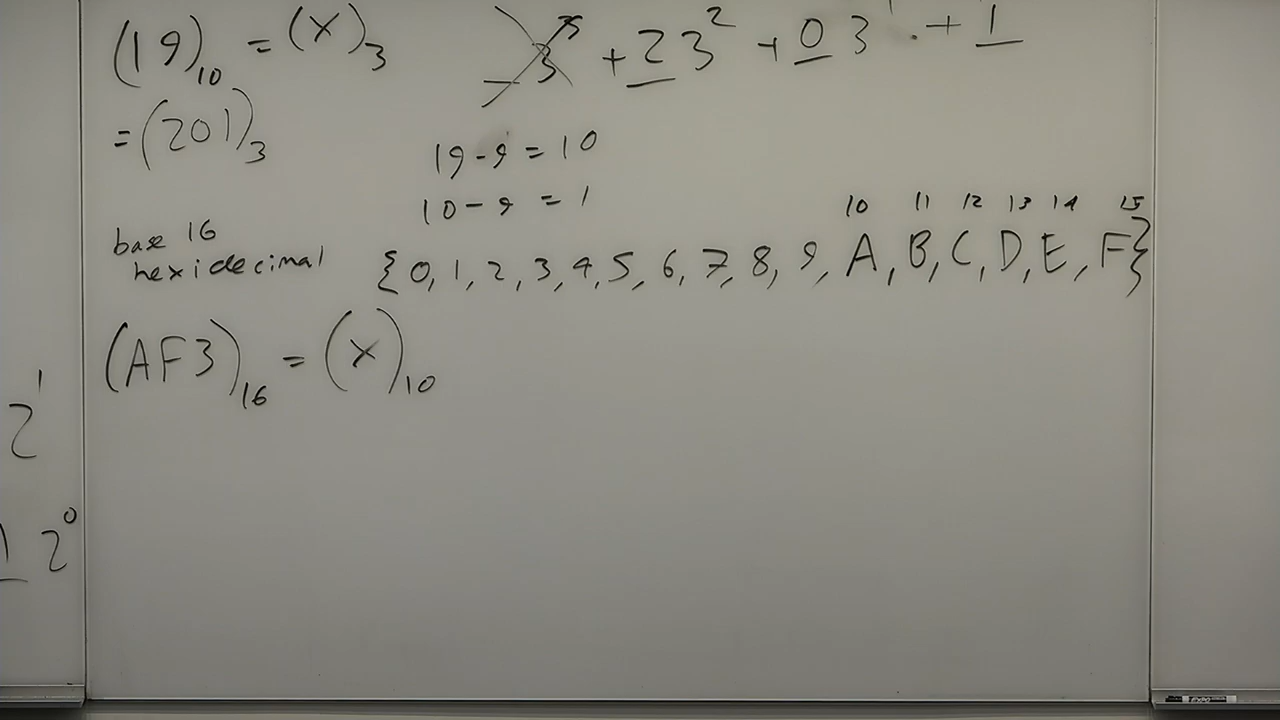 (19)₁₀ = (X)₃
3³ + 2 3² + 0 3¹ + 1
= (201)₃
19 - 9 = 10
10 - 9 = 1
base 16
hexidecimal
10 11 12 13 14 15
{0, 1, 2, 3, 4, 5, 6, 7, 8, 9, A, B, C, D, E, F}
(AF3)₁₆ = (X)₁₀
2¹
1 2⁰
EXPO